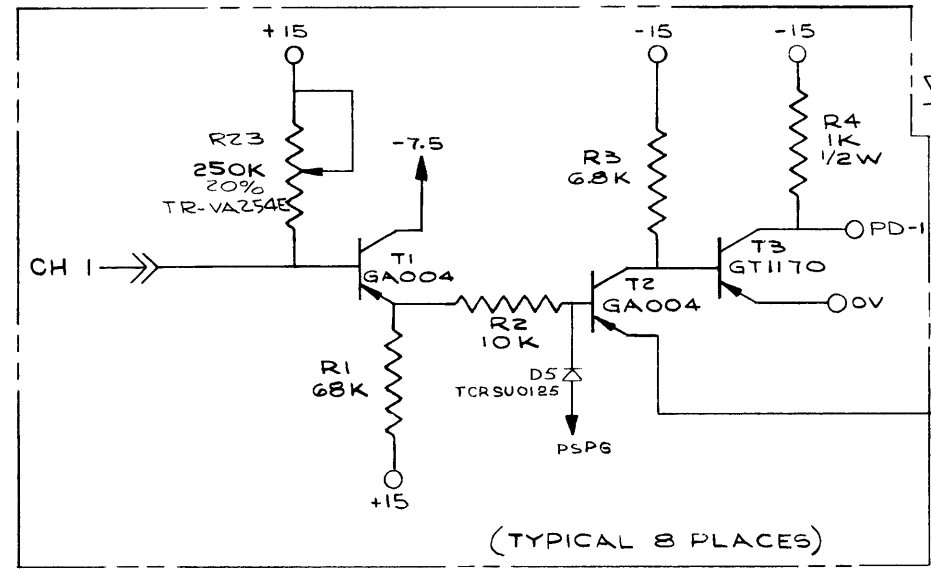 +15
-15
-15
R23
250K
20%
TR-VA254E
-7.5
R3
6.8K
R4
1K
1/2W
PD-1
CH 1
T1
GA004
T2
GA004
T3
GT1170
0V
R2
10K
R1
68K
D5
TCRSU0125
PSPG
+15
(TYPICAL 8 PLACES)